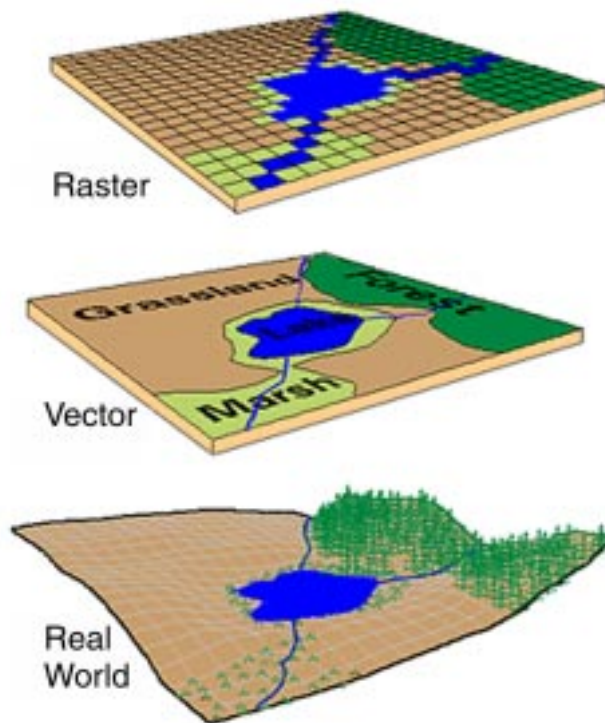 Raster
Grassland
Forest
Lake
Marsh
Vector
Real
World